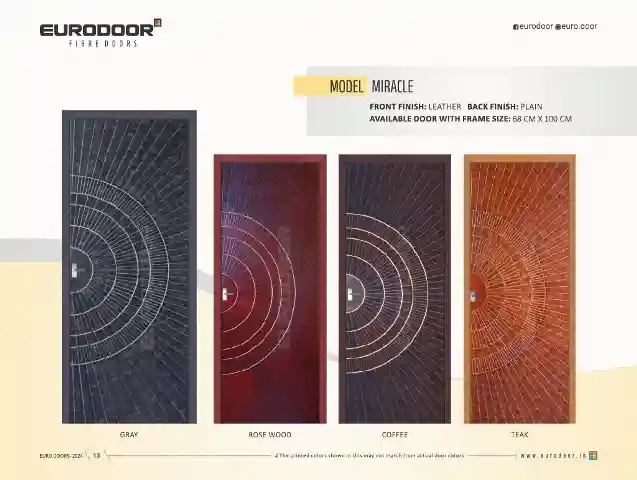 EURODOOR
FIBRE DOORS
eurodoor euro.door
MODEL MIRACLE
FRONT FINISH: LEATHER BACK FINISH: PLAIN
AVAILABLE DOOR WITH FRAME SIZE: 68 CM X 100 CM
GRAY
ROSE WOOD
COFFEE
TEAK
EURO DOORS. 2024 13
The printed colors shown in this may not match from actual door colors
www.eurodoor.in